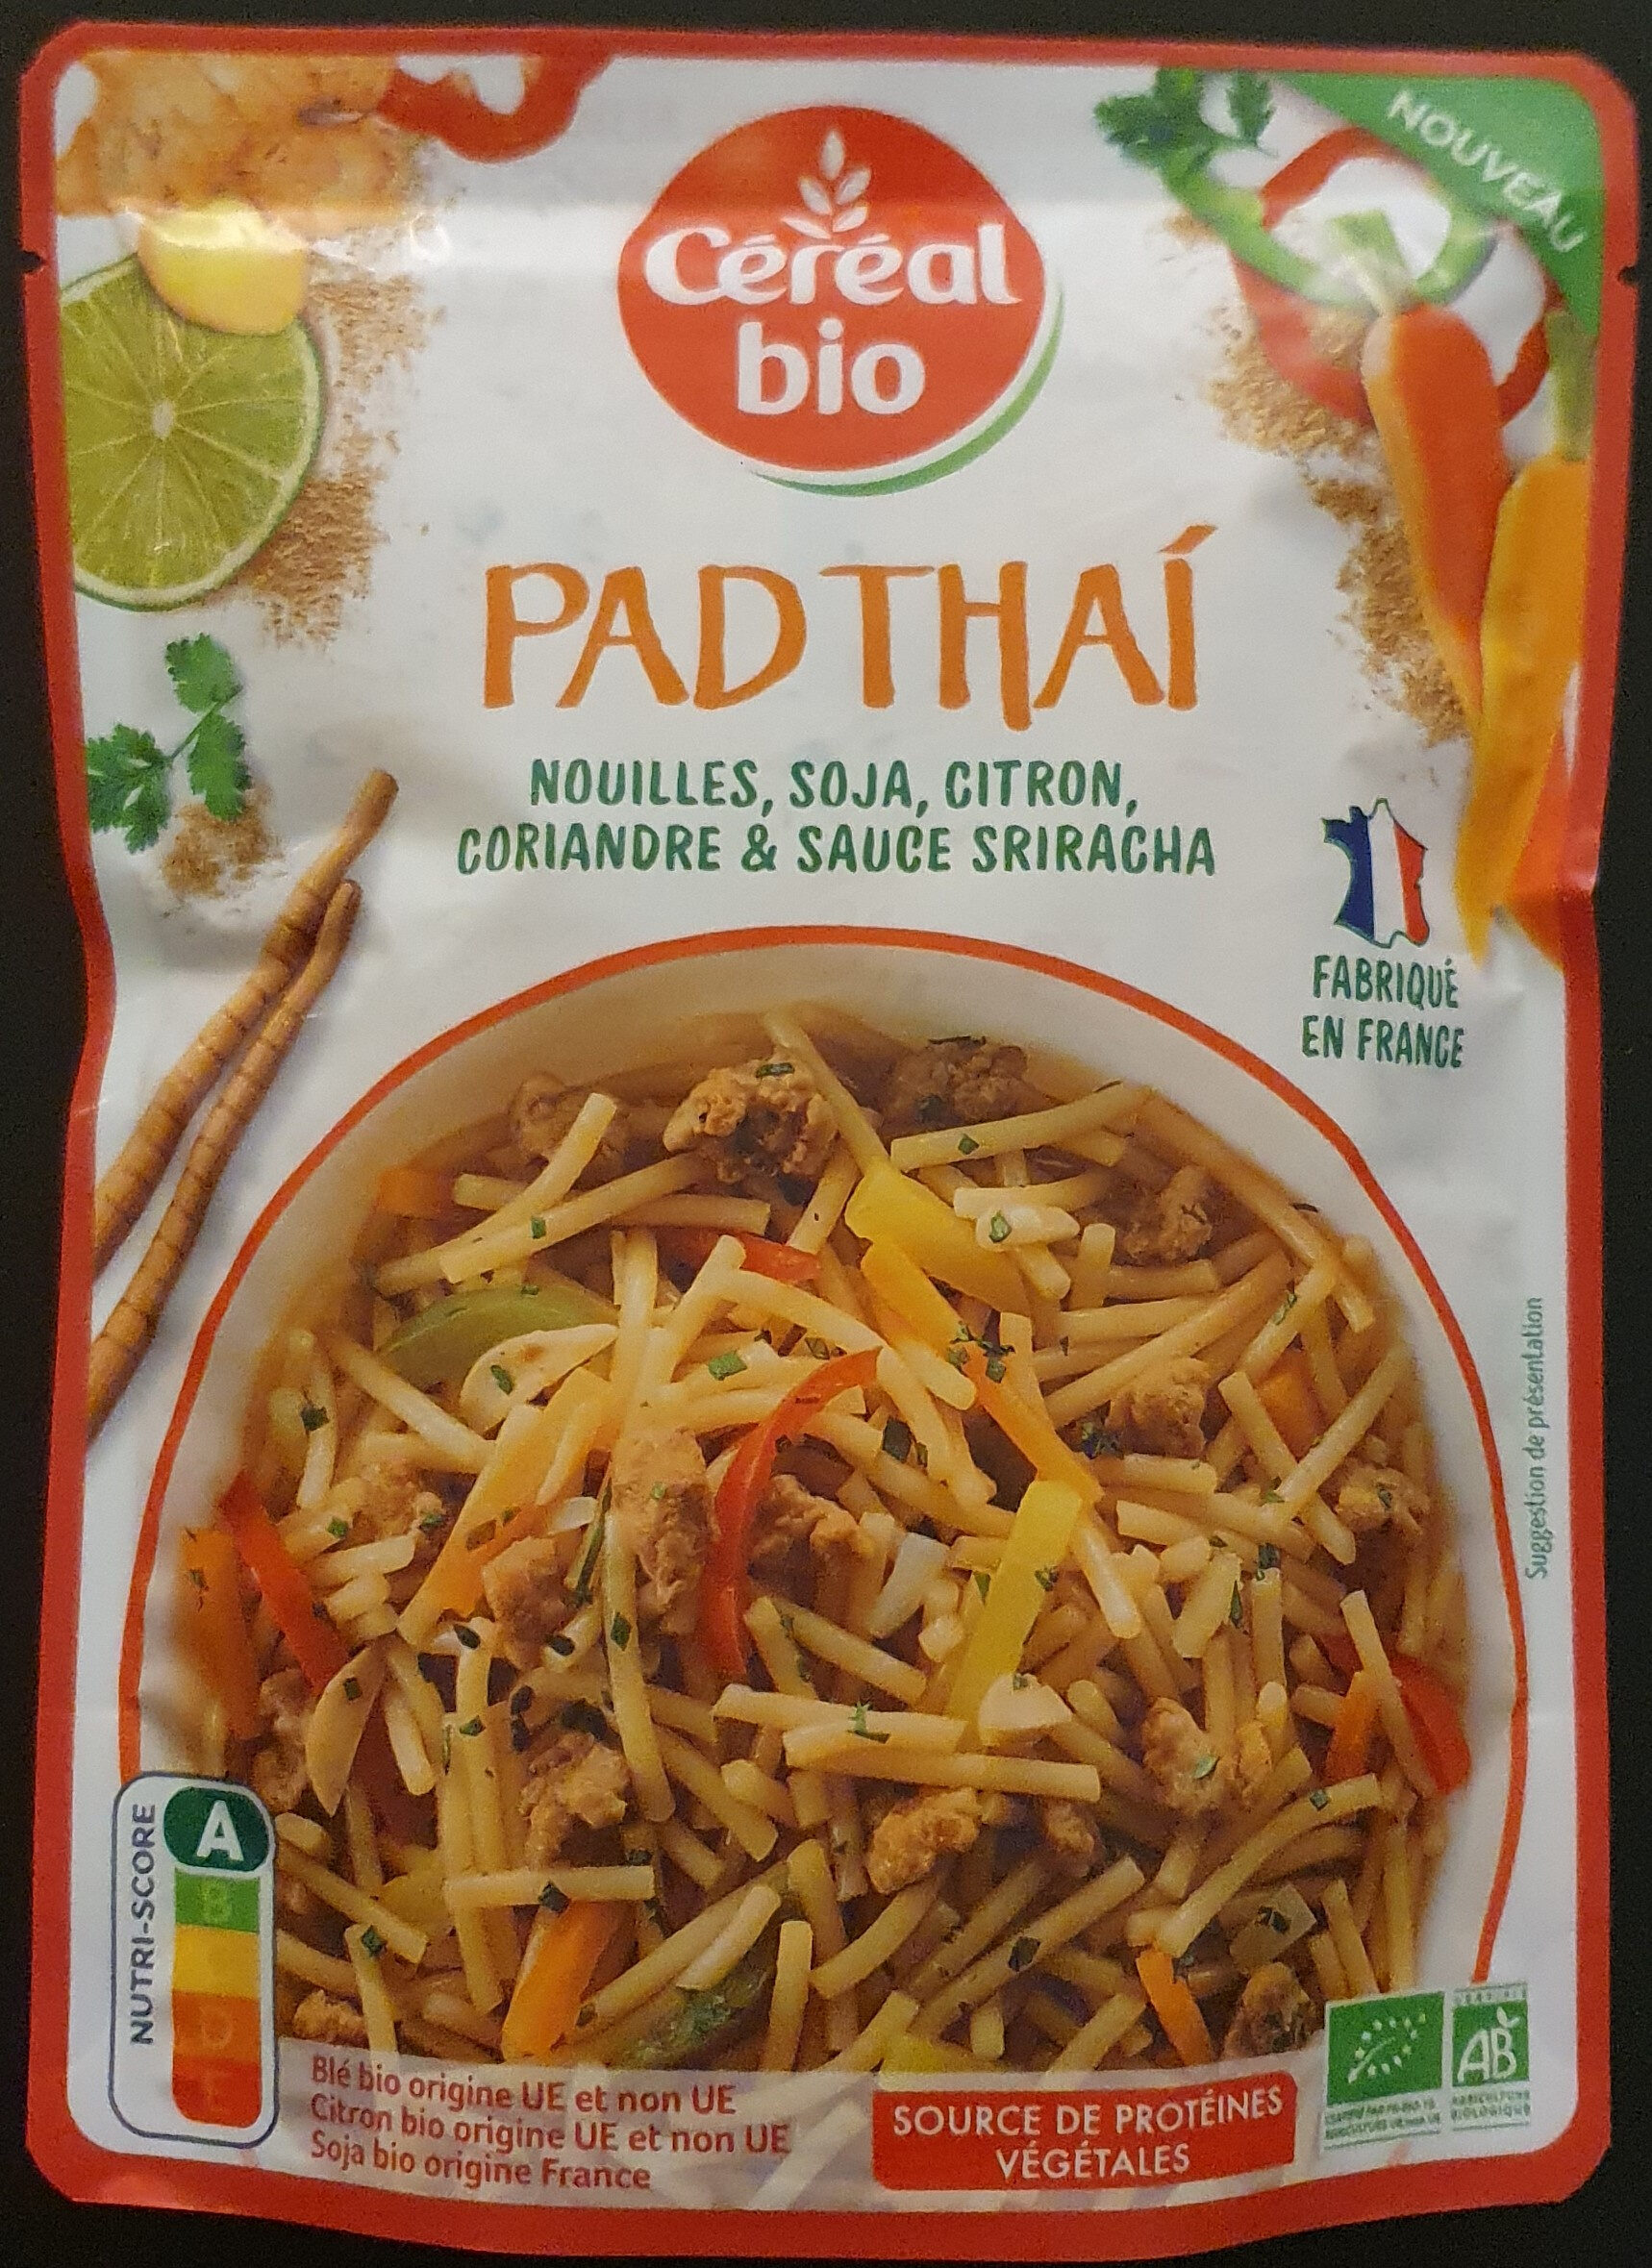 NOUVEAU
Céréal
bio
PAD THAÍ
NOUILLES, SOJA, CITRON,
CORIANDRE & SAUCE SRIRACHA
FABRIQUÉ
EN FRANCE
Suggestion de présentation
NUTRI-SCORE
A
B
D
E
Blé bio origine UE et non UE
Citron bio origine UE et non UE
Soja bio origine France
SOURCE DE PROTÉINES
VÉGÉTALES
AB
AGRICULTURE
BIOLOGIQUE